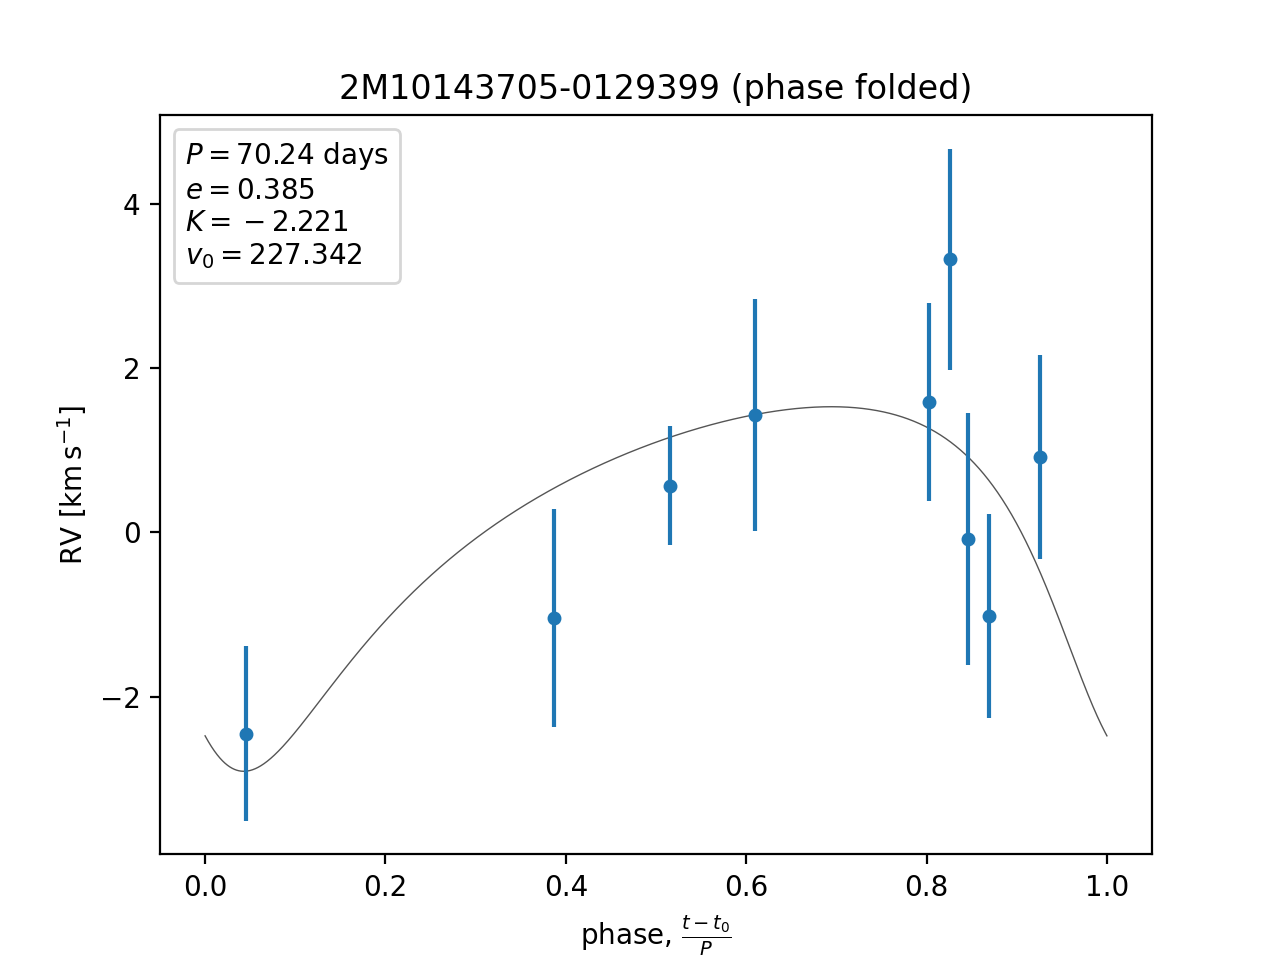 2M10143705-0129399 (phase folded)
P = 70.24 days
e = 0.385
K = −2.221
v₀ = 227.342
RV [km s⁻¹]
4
2
0
−2
0.0 0.2 0.4 0.6 0.8 1.0
phase, (t − t₀)/P